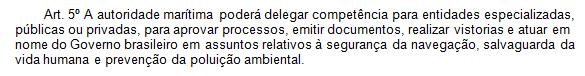 Art. 5º A autoridade marítima poderá delegar competência para entidades especializadas,
públicas ou privadas, para aprovar processos, emitir documentos, realizar vistorias e atuar em
nome do Governo brasileiro em assuntos relativos à segurança da navegação, salvaguarda da
vida humana e prevenção da poluição ambiental.